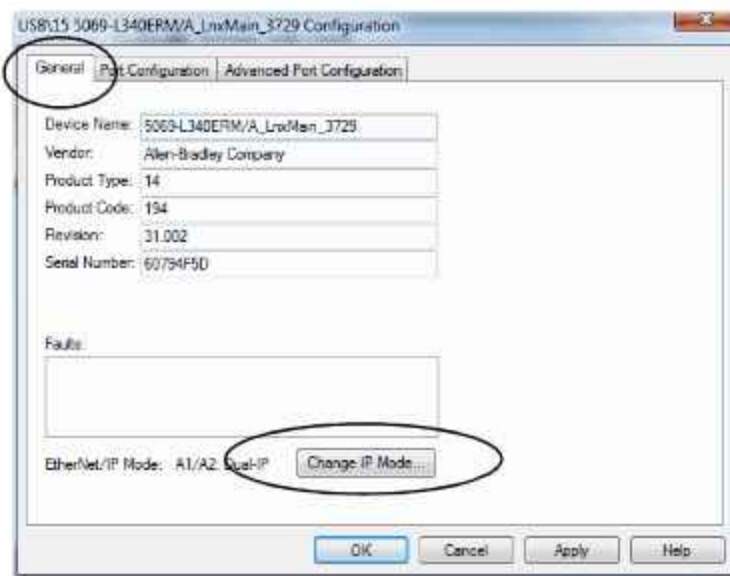 USB\15 5069-L340ERM/A_LnxMain_3729 Configuration
General Port Configuration Advanced Port Configuration
Device Name: 5069-L340ERM/A_LnxMain_3729
Vendor: Allen-Bradley Company
Product Type: 14
Product Code: 194
Revision: 31.002
Serial Number: 60794F5D
Faults:
EtherNet/IP Mode: A1/A2: Dual-IP Change IP Mode...
OK Cancel Apply Help